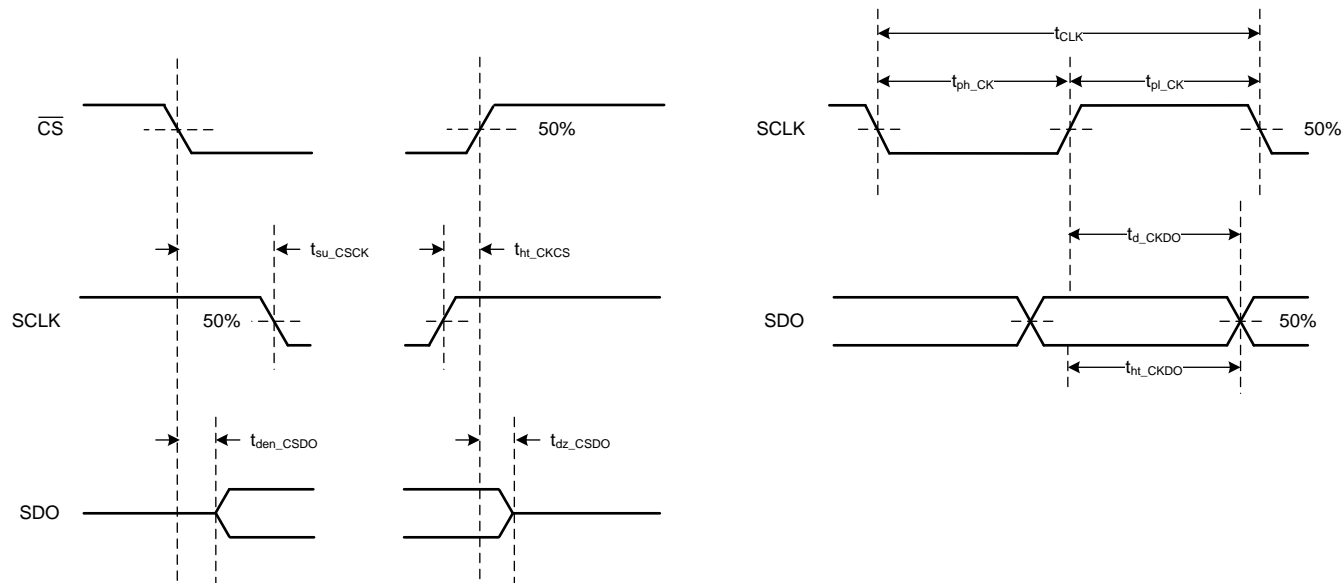 CS
50%
t_su_CSCK
t_ht_CKCS
SCLK
50%
t_den_CSDO
t_dz_CSDO
SDO
t_CLK
t_ph_CK
t_pl_CK
SCLK
50%
t_d_CKDO
SDO
50%
t_ht_CKDO